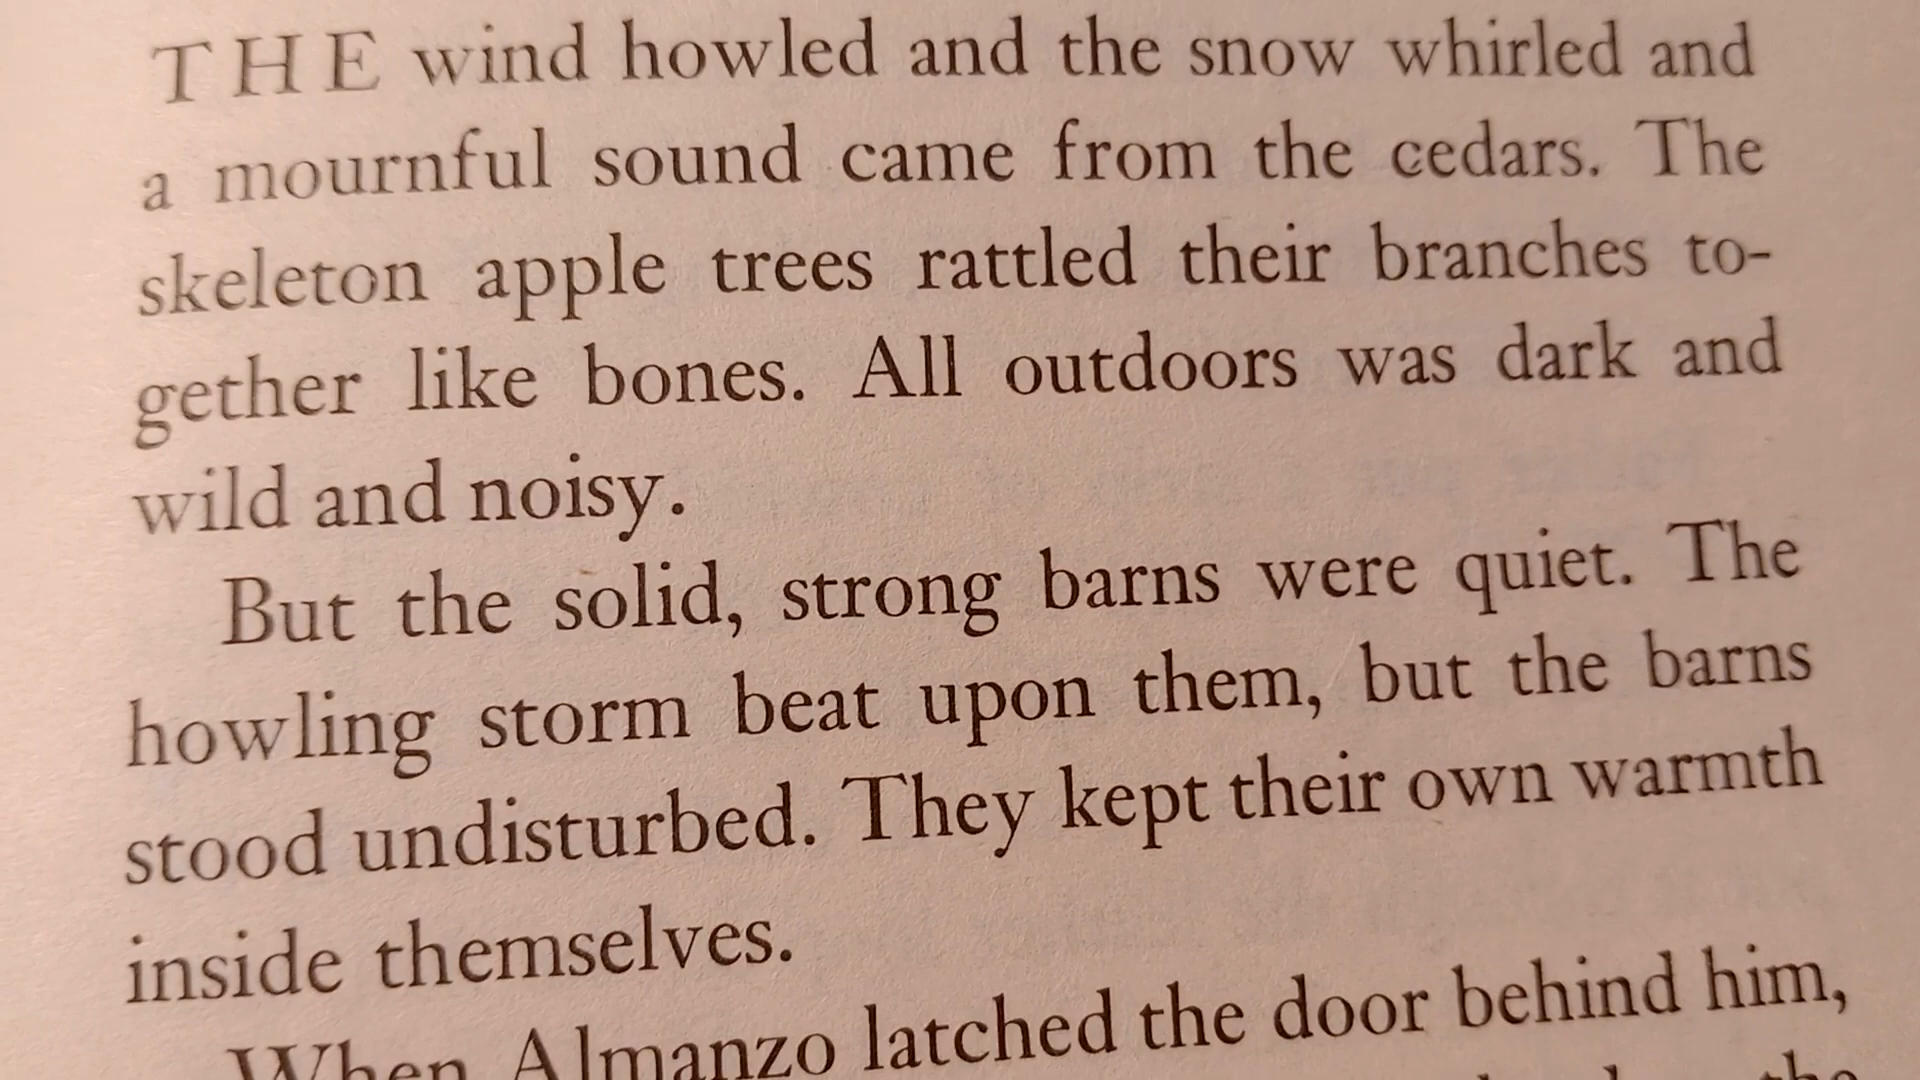 THE wind howled and the snow whirled and
a mournful sound came from the cedars. The
skeleton apple trees rattled their branches to-
gether like bones. All outdoors was dark and
wild and noisy.
But the solid, strong barns were quiet. The
howling storm beat upon them, but the barns
stood undisturbed. They kept their own warmth
inside themselves.
When Almanzo latched the door behind him,
the